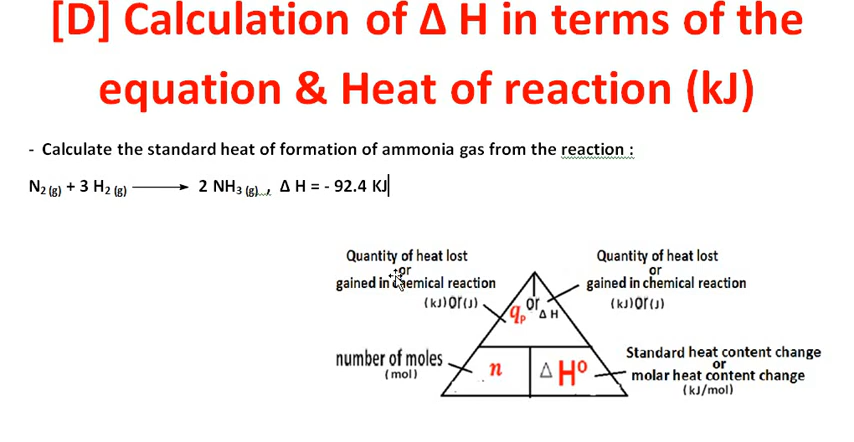 [D] Calculation of Δ H in terms of the
equation & Heat of reaction (kJ)
- Calculate the standard heat of formation of ammonia gas from the reaction :
N2 (g) + 3 H2 (g) ⟶ 2 NH3 (g) , Δ H = - 92.4 KJ
Quantity of heat lost
or
gained in chemical reaction
(kJ)or(J)
Quantity of heat lost
or
gained in chemical reaction
(kJ)or(J)
qP or Δ H
number of moles
(mol)
n
Δ Hº
Standard heat content change
or
molar heat content change
(kJ/mol)